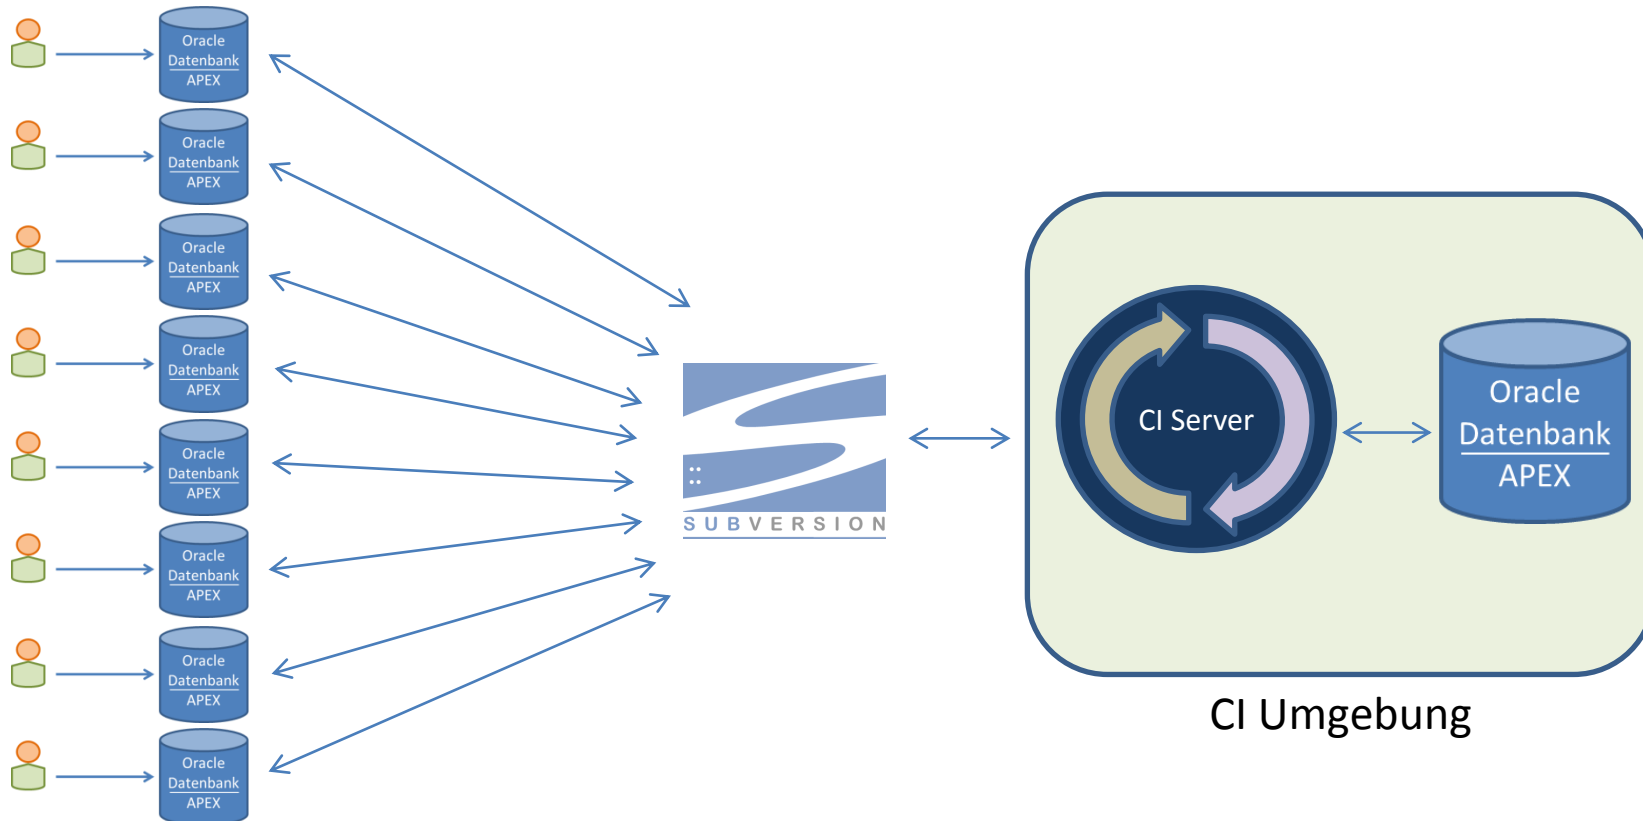 Oracle
Datenbank
APEX
Oracle
Datenbank
APEX
Oracle
Datenbank
APEX
Oracle
Datenbank
APEX
Oracle
Datenbank
APEX
Oracle
Datenbank
APEX
Oracle
Datenbank
APEX
Oracle
Datenbank
APEX
SUBVERSION
CI Server
Oracle
Datenbank
APEX
CI Umgebung